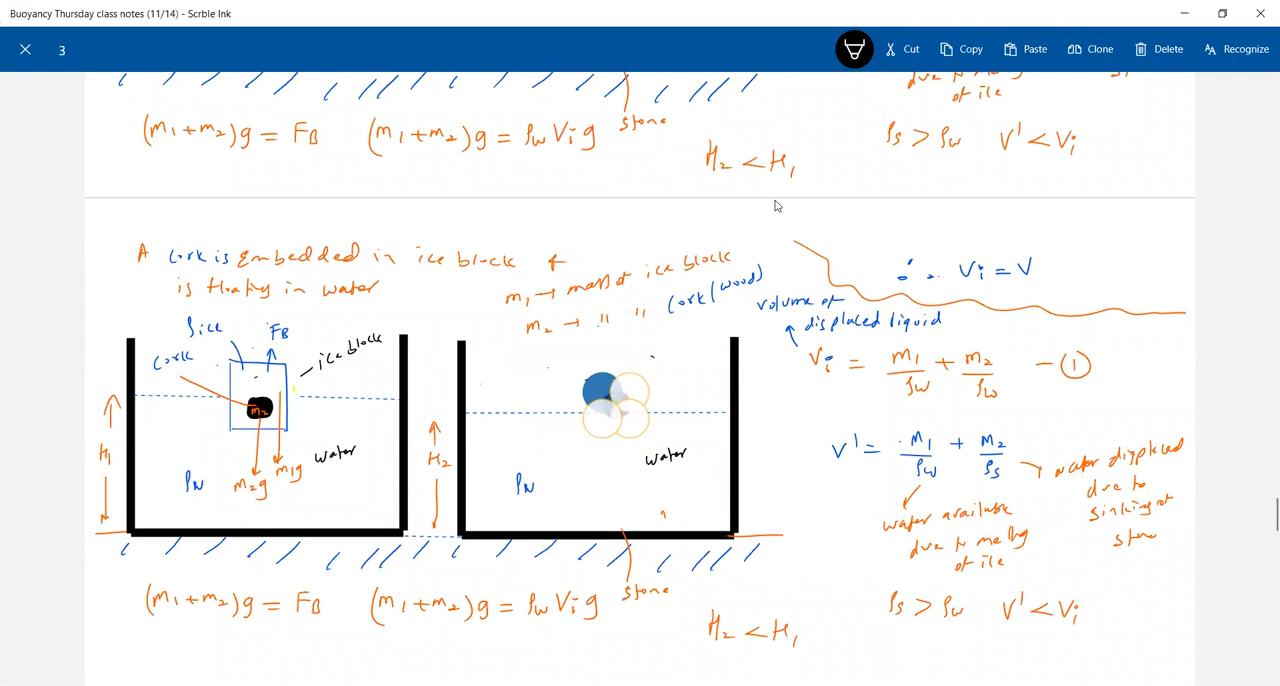 Buoyancy Thursday class notes (11/14) - Scrble Ink
3
Cut Copy Paste Clone Delete Recognize
due to melting
of ice
(m1+m2)g = FB (m1+m2)g = ρw Vi g
stone
H2 < H1
ρs > ρw V' < Vi
A cork is Embedded in ice block &
is floating in water
m1 → mass of ice block
m2 → " " cork (wood)
∴ Vi = V
volume of
displaced liquid
Vi = m1/ρw + m2/ρw - ①
ρice
FB
ice block
cork
m2
H1
water
m1g
m2g
ρw
H2
water
ρw
V' = m1/ρw + m2/ρs
water available
due to melting
of ice
water displaced
due to
sinking of
stone
(m1+m2)g = FB (m1+m2)g = ρw Vi g
stone
H2 < H1
ρs > ρw V' < Vi